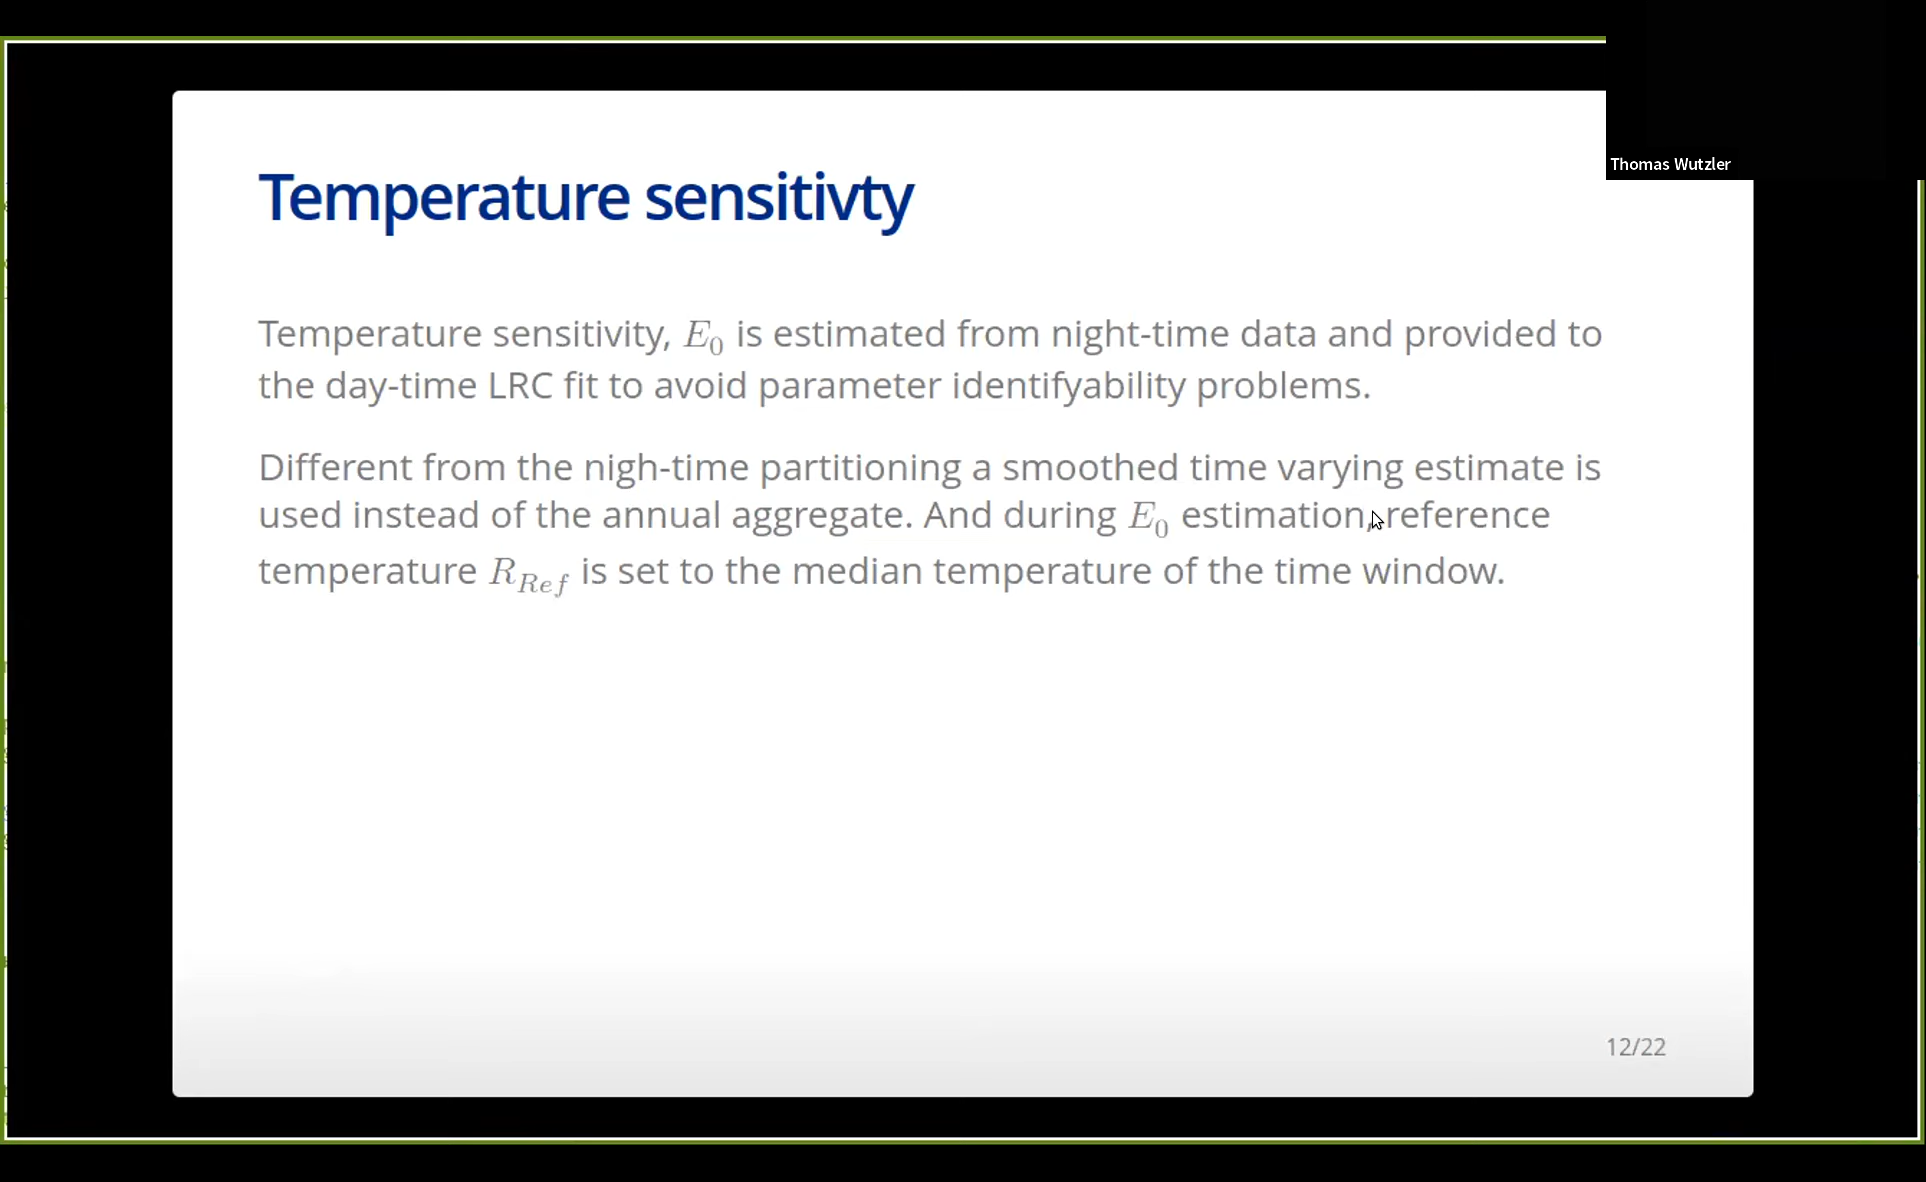 Thomas Wutzler
Temperature sensitivty
Temperature sensitivity, E₀ is estimated from night-time data and provided to
the day-time LRC fit to avoid parameter identifyability problems.
Different from the nigh-time partitioning a smoothed time varying estimate is
used instead of the annual aggregate. And during E₀ estimation, reference
temperature R_Ref is set to the median temperature of the time window.
12/22